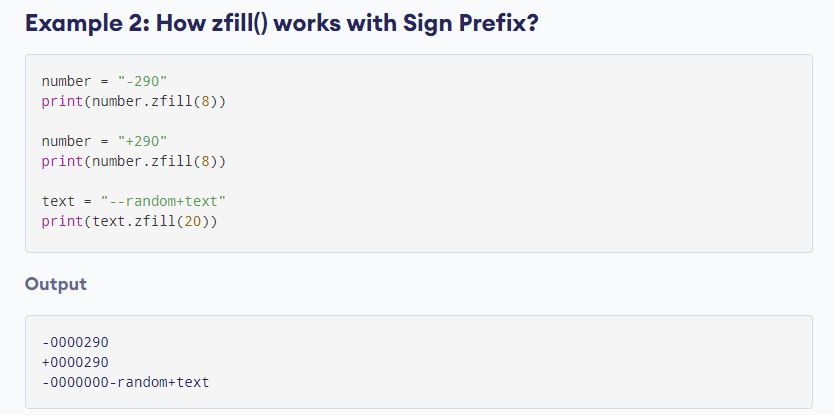 Example 2: How zfill() works with Sign Prefix?
number = "-290"
print(number.zfill(8))
number = "+290"
print(number.zfill(8))
text = "--random+text"
print(text.zfill(20))
Output
-0000290
+0000290
-0000000-random+text